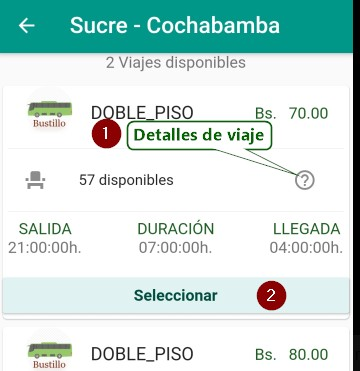 Sucre - Cochabamba
2 Viajes disponibles
Bustillo
DOBLE_PISO
Bs. 70.00
1
Detalles de viaje
57 disponibles
?
SALIDA DURACIÓN LLEGADA
21:00:00h. 07:00:00h. 04:00:00h.
Seleccionar
2
Bustillo
DOBLE_PISO
Bs. 80.00